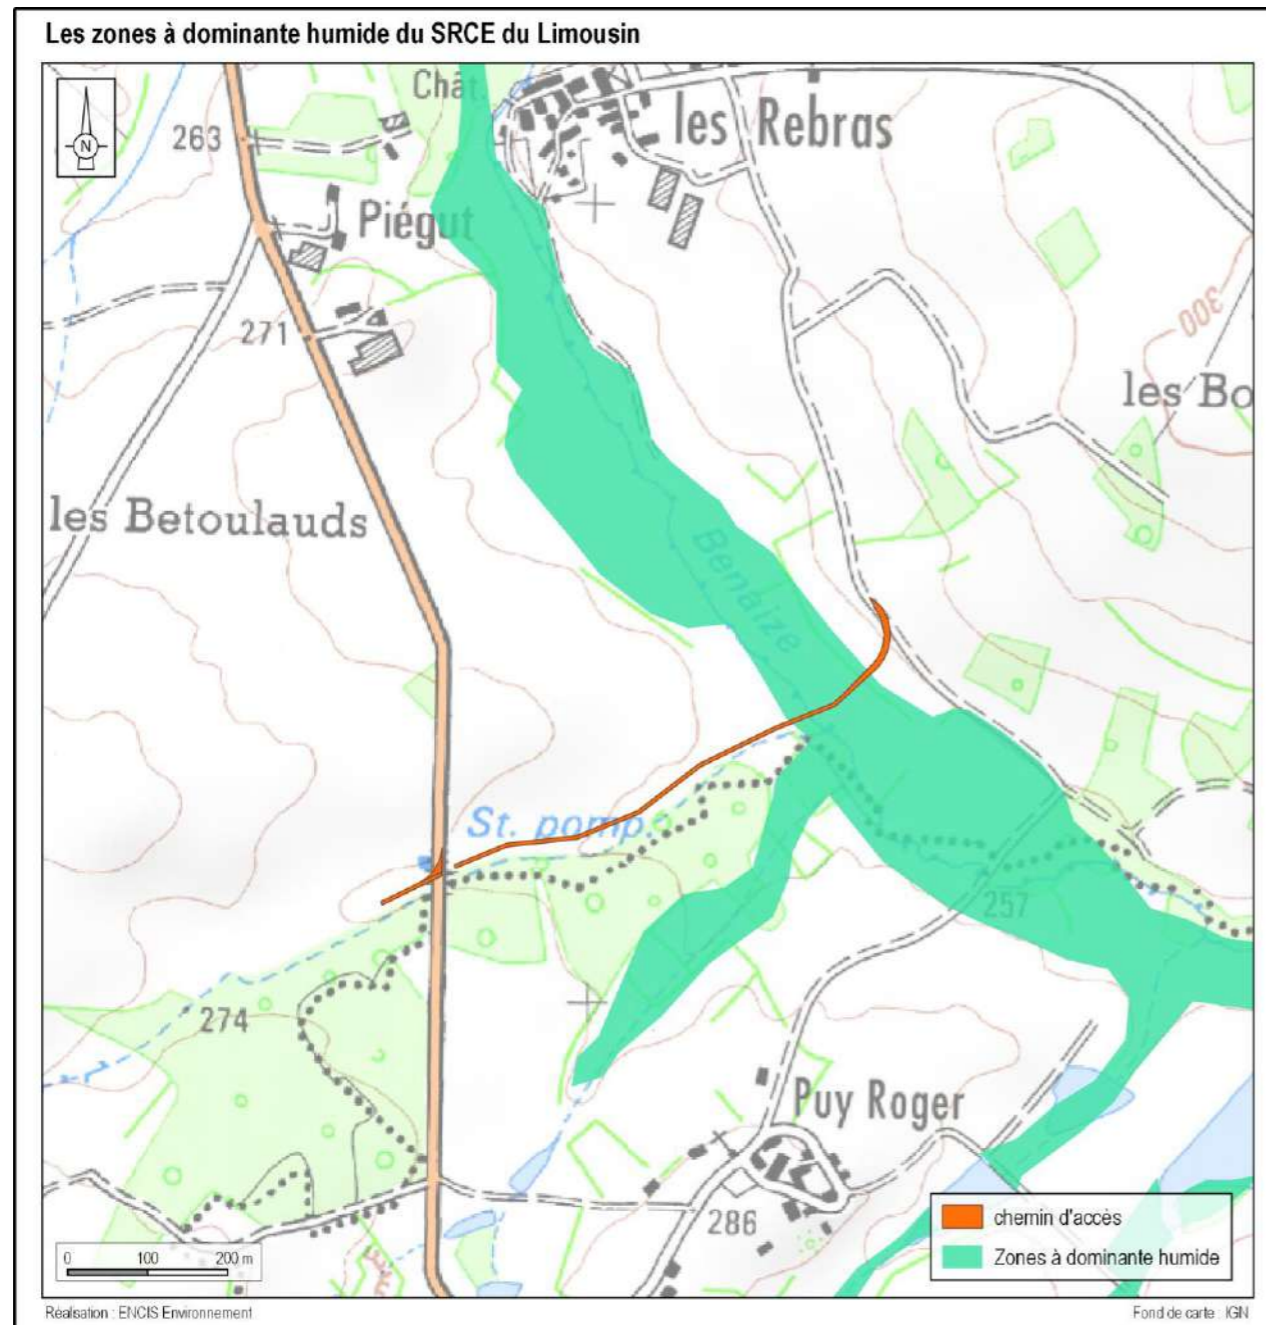 Les zones à dominante humide du SRCE du Limousin
N
Chât.
263
les Rebras
Piégut
271
300
les Bo
les Betoulauds
Benaize
St. pomp.
257
274
Puy Roger
286
chemin d'accès
Zones à dominante humide
0 100 200 m
Réalisation : ENCIS Environnement
Fond de carte : IGN